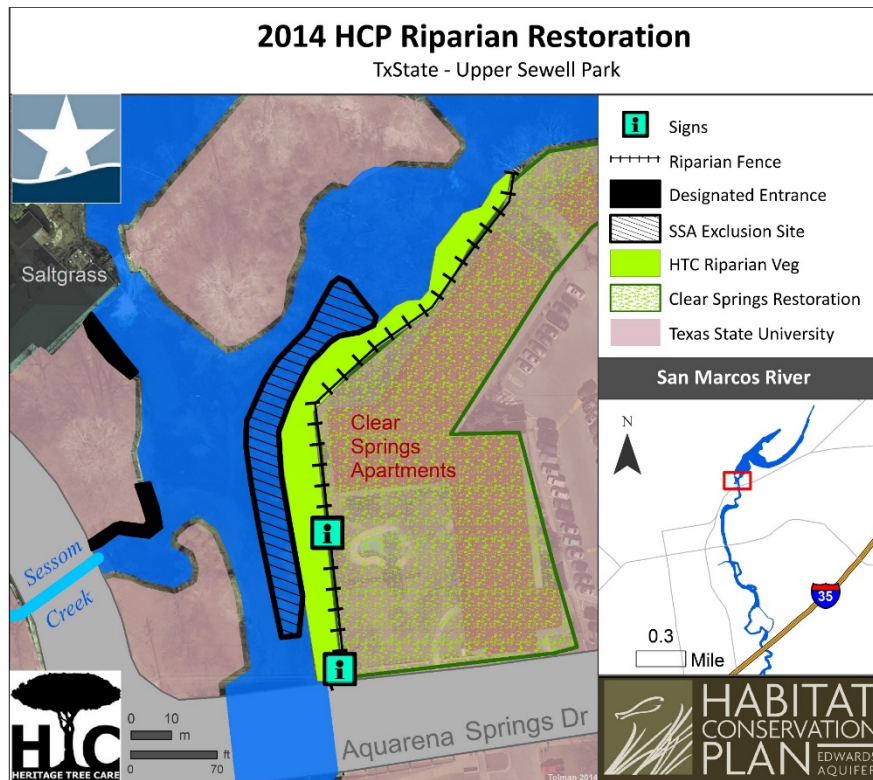 2014 HCP Riparian Restoration
TxState - Upper Sewell Park
Saltgrass
Clear
Springs
Apartments
i
i
Sessom
Creek
Aquarena Springs Dr
0 10
m
ft
0 70
Tolman 2014
HTC
HERITAGE TREE CARE
i Signs
Riparian Fence
Designated Entrance
SSA Exclusion Site
HTC Riparian Veg
Clear Springs Restoration
Texas State University
San Marcos River
N
35
0.3
Mile
HABITAT
CONSERVATION
PLAN
EDWARDS
AQUIFER